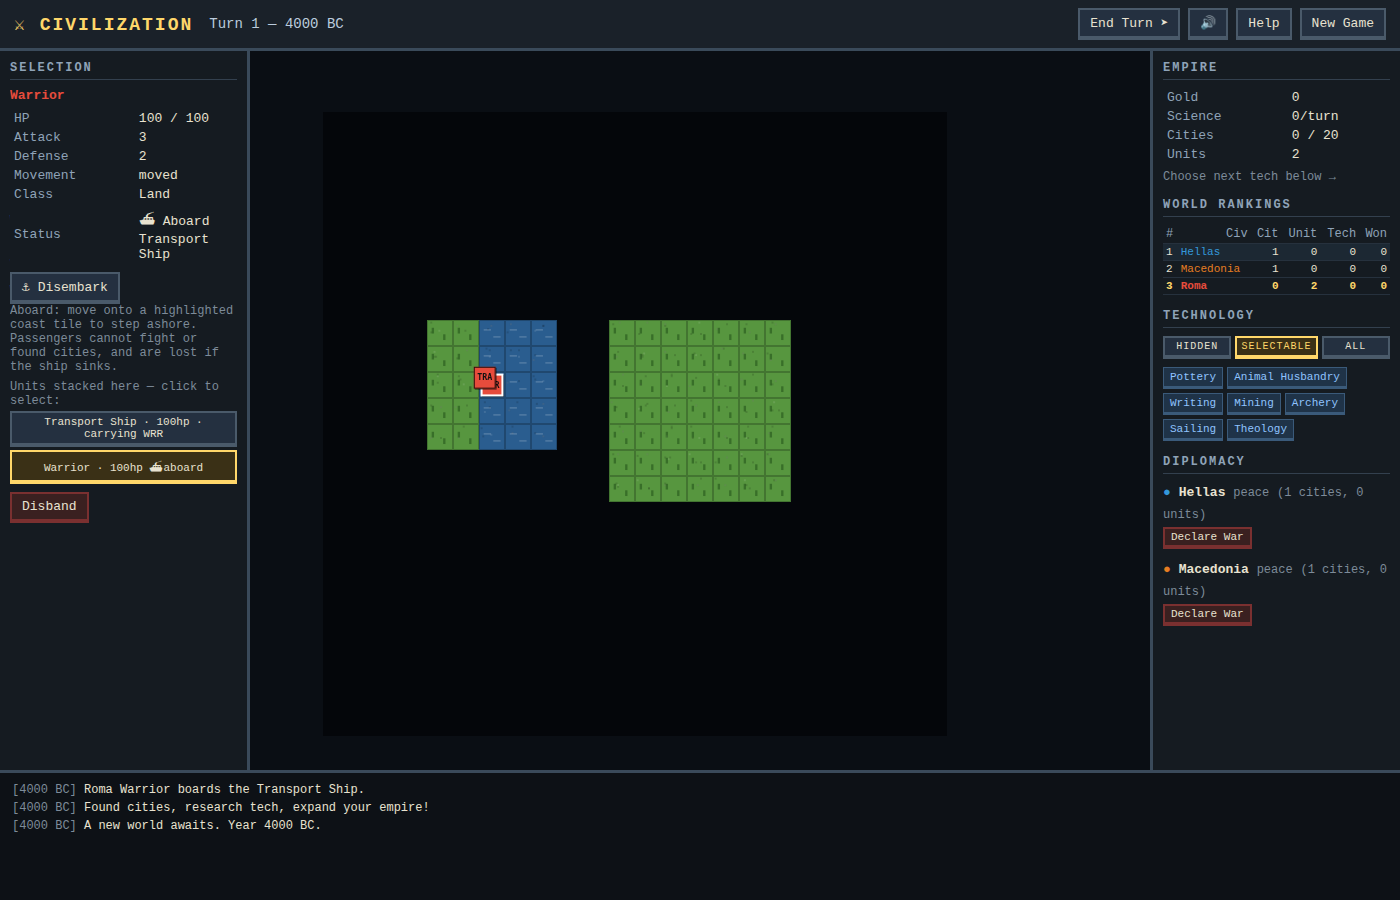 ⚔ CIVILIZATION Turn 1 — 4000 BC End Turn ➤ 🔊 Help New Game
SELECTION
Warrior
HP 100 / 100
Attack 3
Defense 2
Movement moved
Class Land
Status ⛴ Aboard Transport Ship
⚓ Disembark
Aboard: move onto a highlighted
coast tile to step ashore.
Passengers cannot fight or
found cities, and are lost if
the ship sinks.
Units stacked here — click to
select:
Transport Ship · 100hp ·
carrying WRR
Warrior · 100hp ⛴aboard
Disband
TRA
R
EMPIRE
Gold 0
Science 0/turn
Cities 0 / 20
Units 2
Choose next tech below →
WORLD RANKINGS
# Civ Cit Unit Tech Won
1 Hellas 1 0 0 0
2 Macedonia 1 0 0 0
3 Roma 0 2 0 0
TECHNOLOGY
HIDDEN SELECTABLE ALL
Pottery Animal Husbandry
Writing Mining Archery
Sailing Theology
DIPLOMACY
● Hellas peace (1 cities, 0
units)
Declare War
● Macedonia peace (1 cities, 0
units)
Declare War
[4000 BC] Roma Warrior boards the Transport Ship.
[4000 BC] Found cities, research tech, expand your empire!
[4000 BC] A new world awaits. Year 4000 BC.